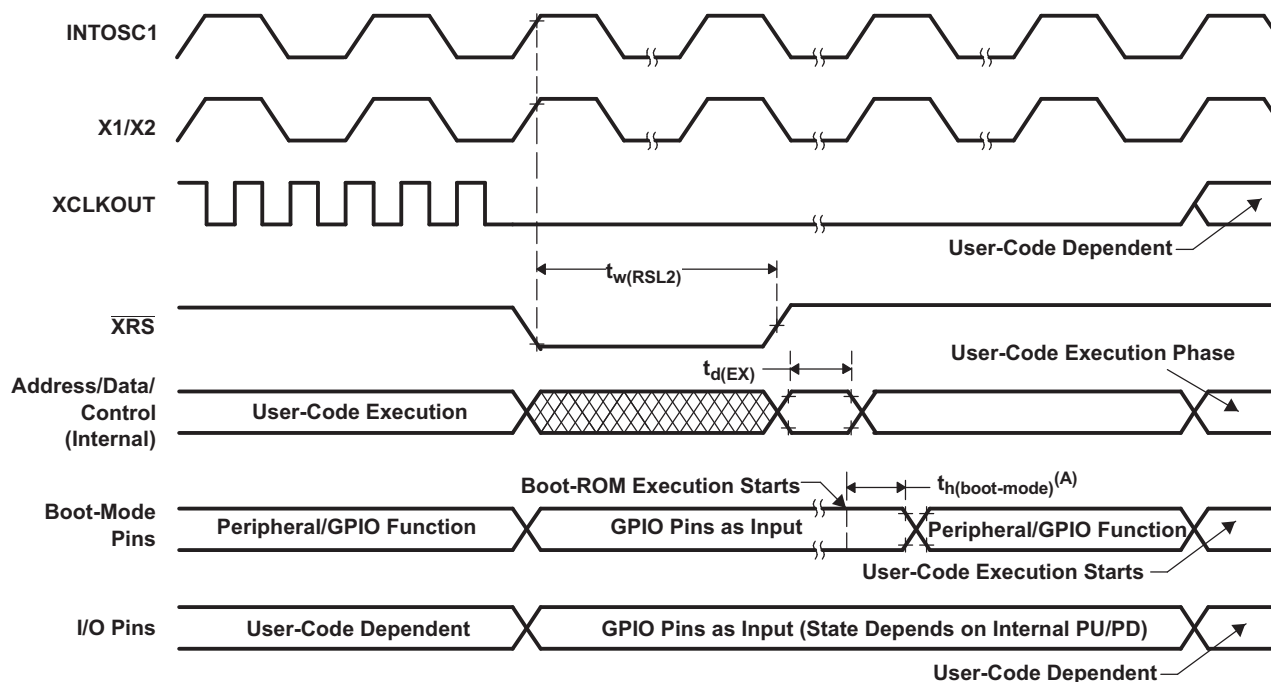 INTOSC1
X1/X2
XCLKOUT
User-Code Dependent
tw(RSL2)
XRS
User-Code Execution Phase
td(EX)
Address/Data/
Control
(Internal)
User-Code Execution
Boot-ROM Execution Starts
th(boot-mode)(A)
Boot-Mode
Pins
Peripheral/GPIO Function
GPIO Pins as Input
Peripheral/GPIO Function
User-Code Execution Starts
I/O Pins
User-Code Dependent
GPIO Pins as Input (State Depends on Internal PU/PD)
User-Code Dependent